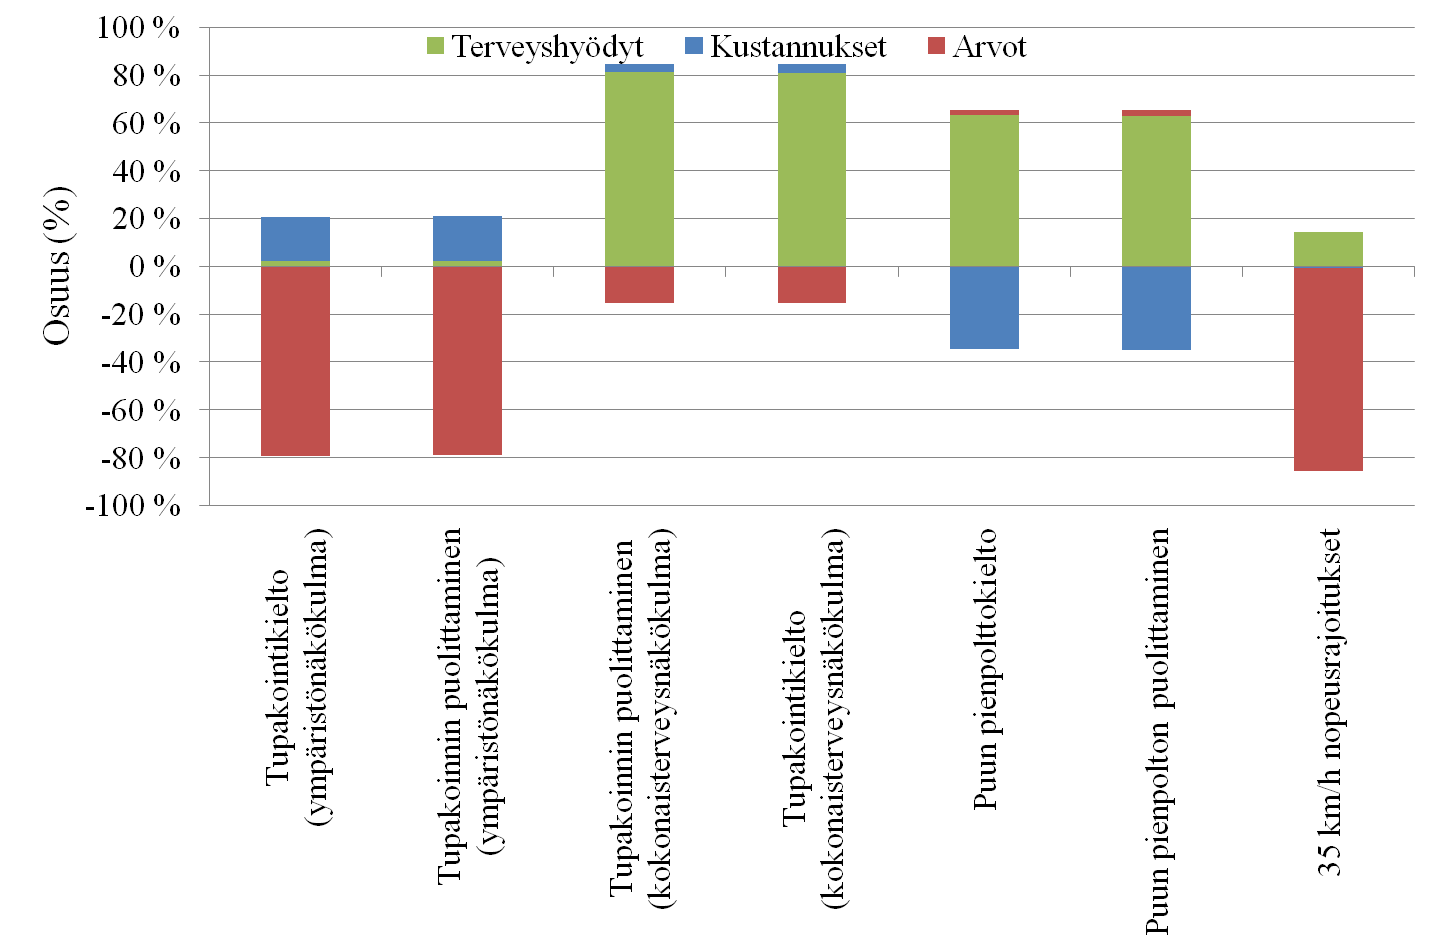 Terveyshyödyt Kustannukset Arvot
Osuus (%)
100 %
80 %
60 %
40 %
20 %
0 %
-20 %
-40 %
-60 %
-80 %
-100 %
Tupakointikielto
(ympäristönäkökulma)
Tupakoinnin puolittaminen
(ympäristönäkökulma)
Tupakoinnin puolittaminen
(kokonaisterveysnäkökulma)
Tupakointikielto
(kokonaisterveysnäkökulma)
Puun pienpolttokielto
Puun pienpolton puolittaminen
35 km/h nopeusrajoitukset